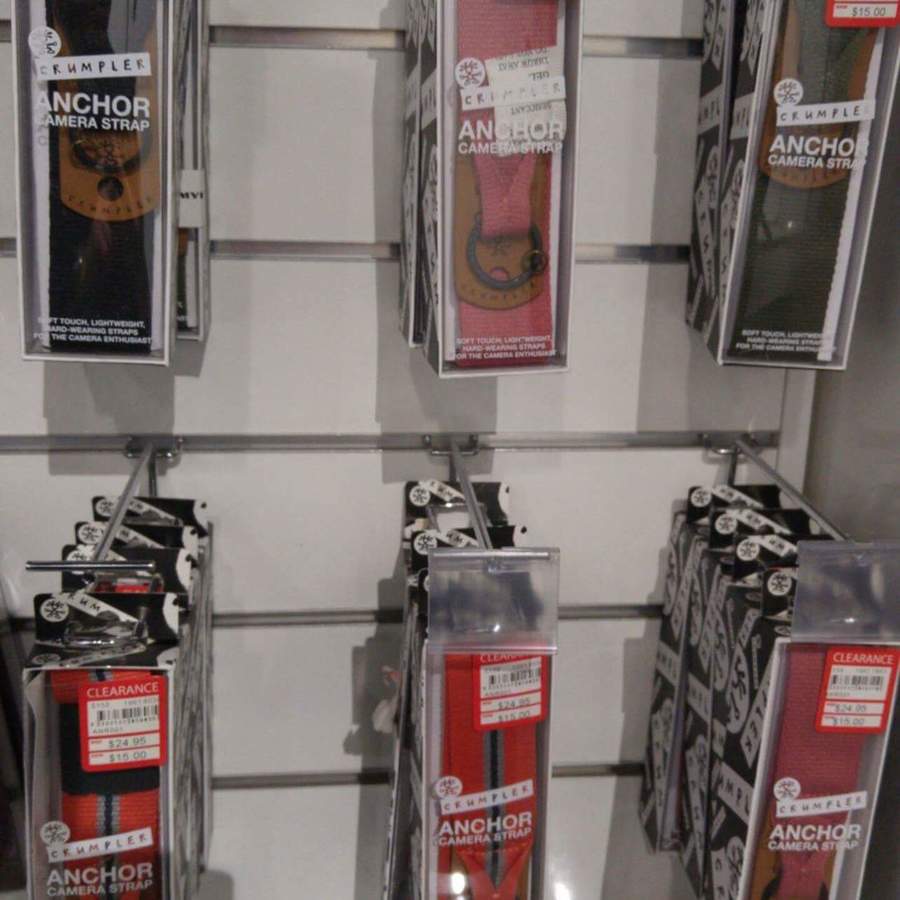 CRUMPLER
ANCHOR
CAMERA STRAP
CRUMPLER
SOFT TOUCH, LIGHTWEIGHT,
HARD-WEARING STRAPS
FOR THE CAMERA ENTHUSIAST
CRUMPLER
ANCHOR
CAMERA STRAP
CRUMPLER
SOFT TOUCH, LIGHTWEIGHT,
HARD-WEARING STRAPS
FOR THE CAMERA ENTHUSIAST
$15.00
CRUMPLER
ANCHOR
CAMERA STRAP
SOFT TOUCH, LIGHTWEIGHT,
HARD-WEARING STRAPS
FOR THE CAMERA ENTHUSIAST
CLEARANCE
$24.95
$15.00
CRUMPLER
ANCHOR
CAMERA STRAP
CLEARANCE
$24.95
$15.00
CRUMPLER
ANCHOR
CAMERA STRAP
CLEARANCE
$24.95
$15.00
CRUMPLER
ANCHOR
CAMERA STRAP